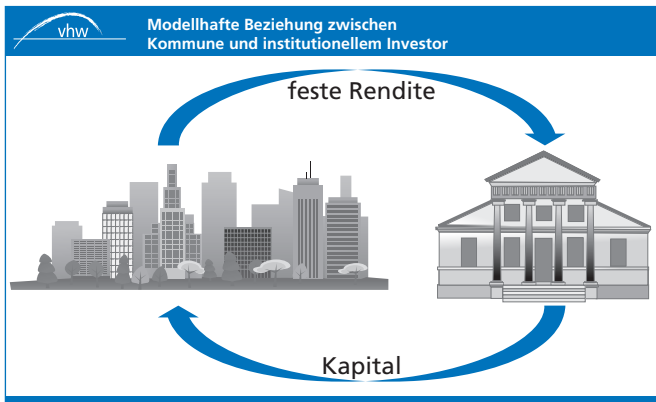 vhw
Modellhafte Beziehung zwischen
Kommune und institutionellem Investor
feste Rendite
Kapital